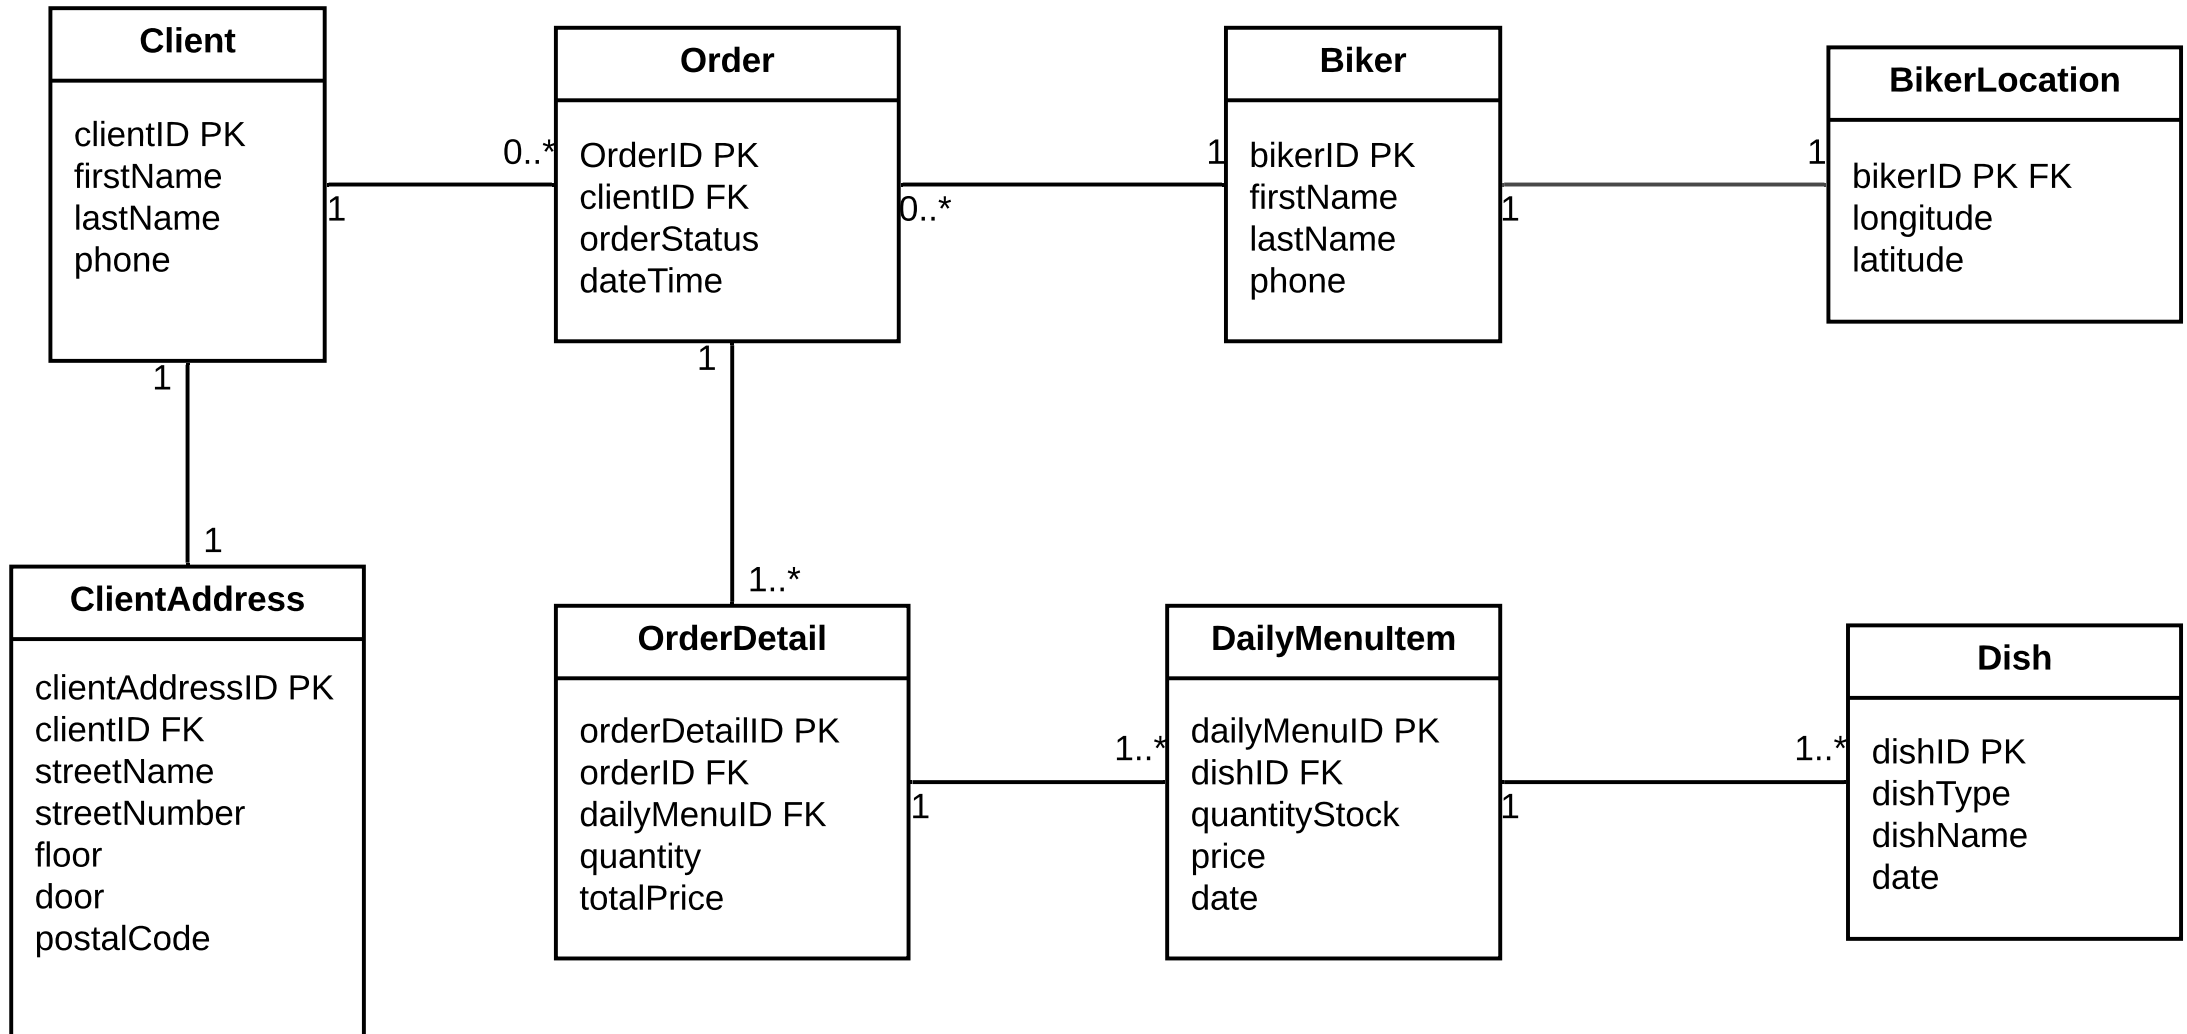 Client
clientID PK
firstName
lastName
phone
1
0..*
Order
OrderID PK
clientID FK
orderStatus
dateTime
0..*
1
Biker
bikerID PK
firstName
lastName
phone
1
1
BikerLocation
bikerID PK FK
longitude
latitude
1
1
ClientAddress
clientAddressID PK
clientID FK
streetName
streetNumber
floor
door
postalCode
1
1..*
OrderDetail
orderDetailID PK
orderID FK
dailyMenuID FK
quantity
totalPrice
1
1..*
DailyMenuItem
dailyMenuID PK
dishID FK
quantityStock
price
date
1
1..*
Dish
dishID PK
dishType
dishName
date